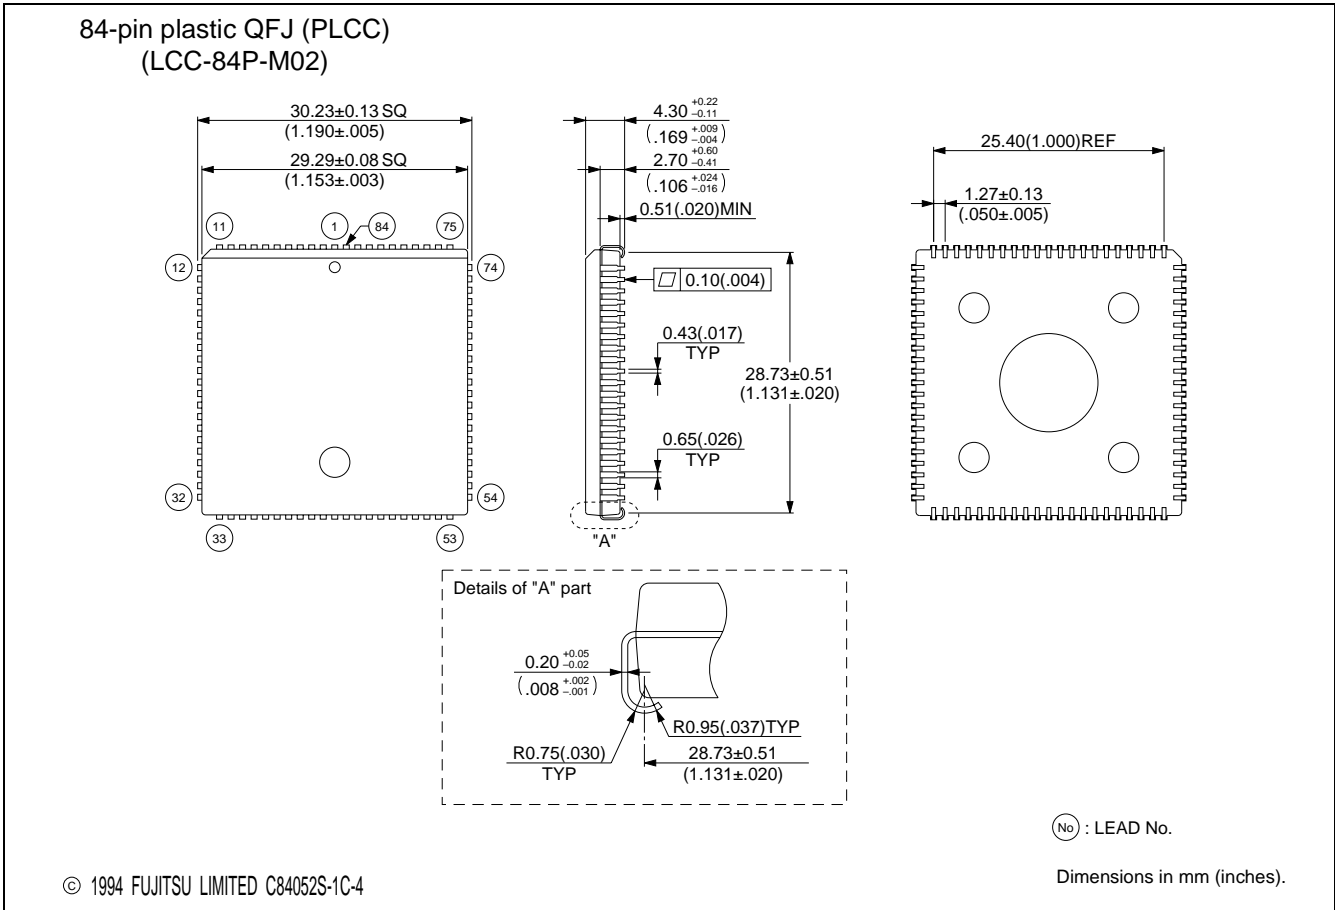 84-pin plastic QFJ (PLCC)
(LCC-84P-M02)
30.23±0.13 SQ
(1.190±.005)
29.29±0.08 SQ
(1.153±.003)
11
1
84
75
12
74
32
54
33
53
4.30 +0.22 –0.11
(.169 +.009 –.004)
2.70 +0.60 –0.41
(.106 +.024 –.016)
0.51(.020)MIN
0.10(.004)
0.43(.017)
TYP
28.73±0.51
(1.131±.020)
0.65(.026)
TYP
"A"
25.40(1.000)REF
1.27±0.13
(.050±.005)
Details of "A" part
0.20 +0.05 –0.02
(.008 +.002 –.001)
R0.95(.037)TYP
R0.75(.030)
TYP
28.73±0.51
(1.131±.020)
No : LEAD No.
Dimensions in mm (inches).
© 1994 FUJITSU LIMITED C84052S-1C-4